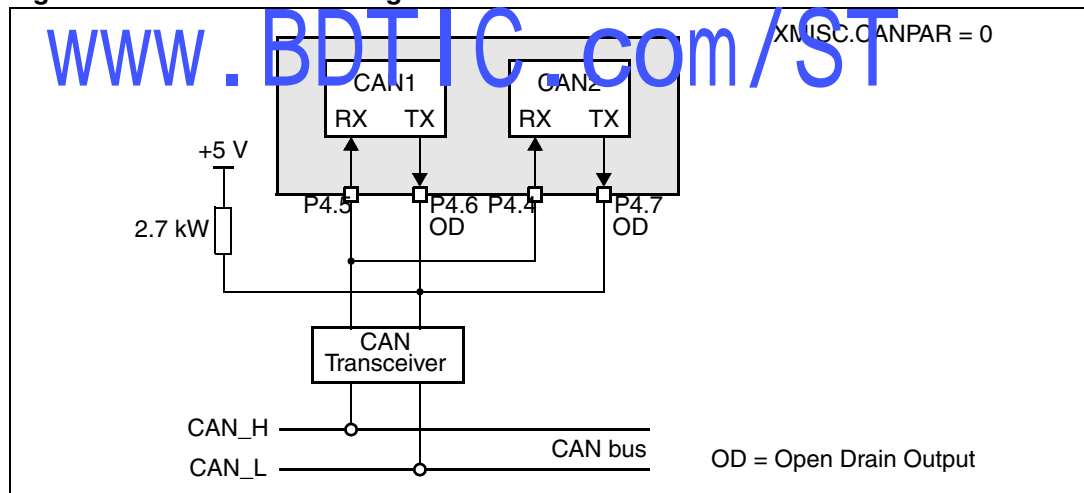 www.BDTIC.com/ST
XMISC.CANPAR = 0
CAN1
CAN2
RX TX
RX TX
+5 V
P4.5
P4.6
P4.4
P4.7
OD
OD
2.7 kW
CAN
Transceiver
CAN_H
CAN bus
CAN_L
OD = Open Drain Output